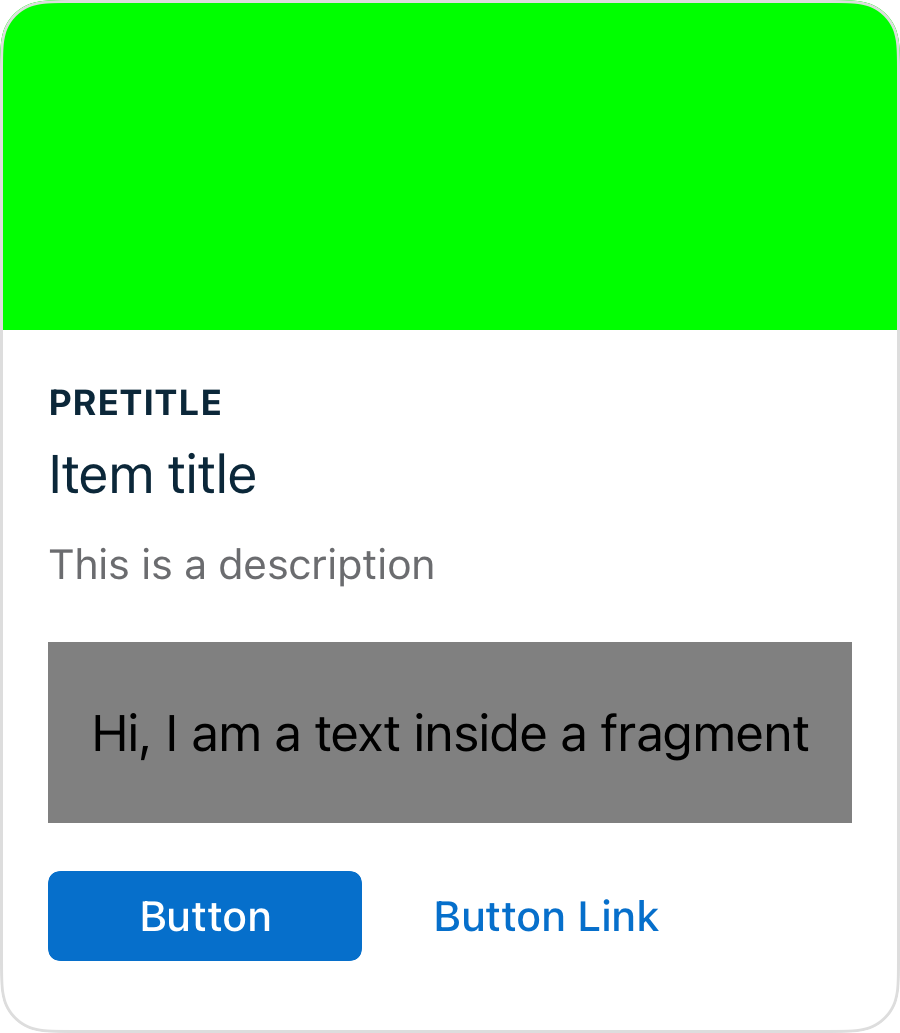 PRETITLE
Item title
This is a description
Hi, I am a text inside a fragment
Button
Button Link